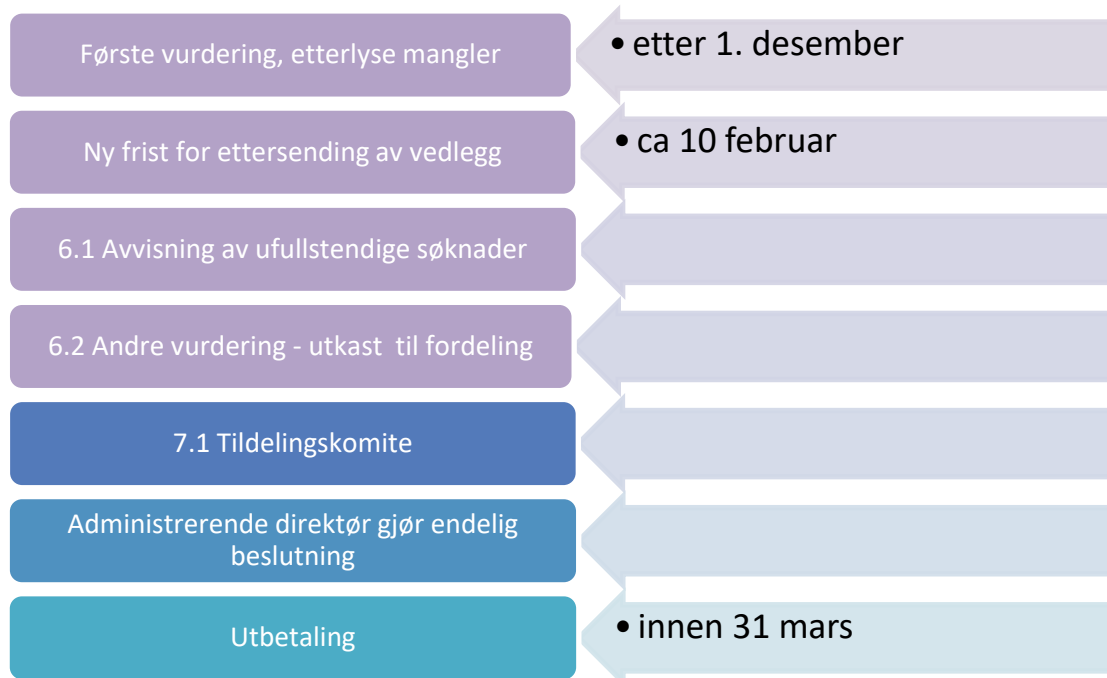 Første vurdering, etterlyse mangler
• etter 1. desember
Ny frist for ettersending av vedlegg
• ca 10 februar
6.1 Avvisning av ufullstendige søknader
6.2 Andre vurdering - utkast til fordeling
7.1 Tildelingskomite
Administrerende direktør gjør endelig
beslutning
Utbetaling
• innen 31 mars